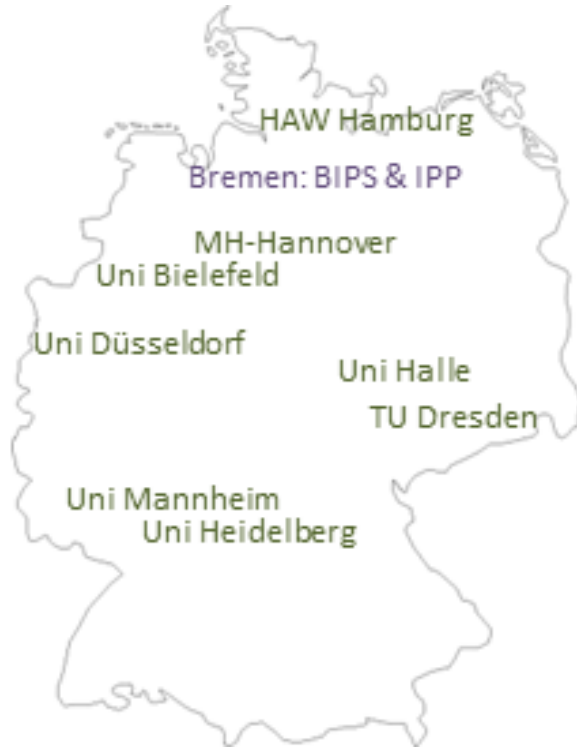 HAW Hamburg
Bremen: BIPS & IPP
MH-Hannover
Uni Bielefeld
Uni Düsseldorf
Uni Halle
TU Dresden
Uni Mannheim
Uni Heidelberg